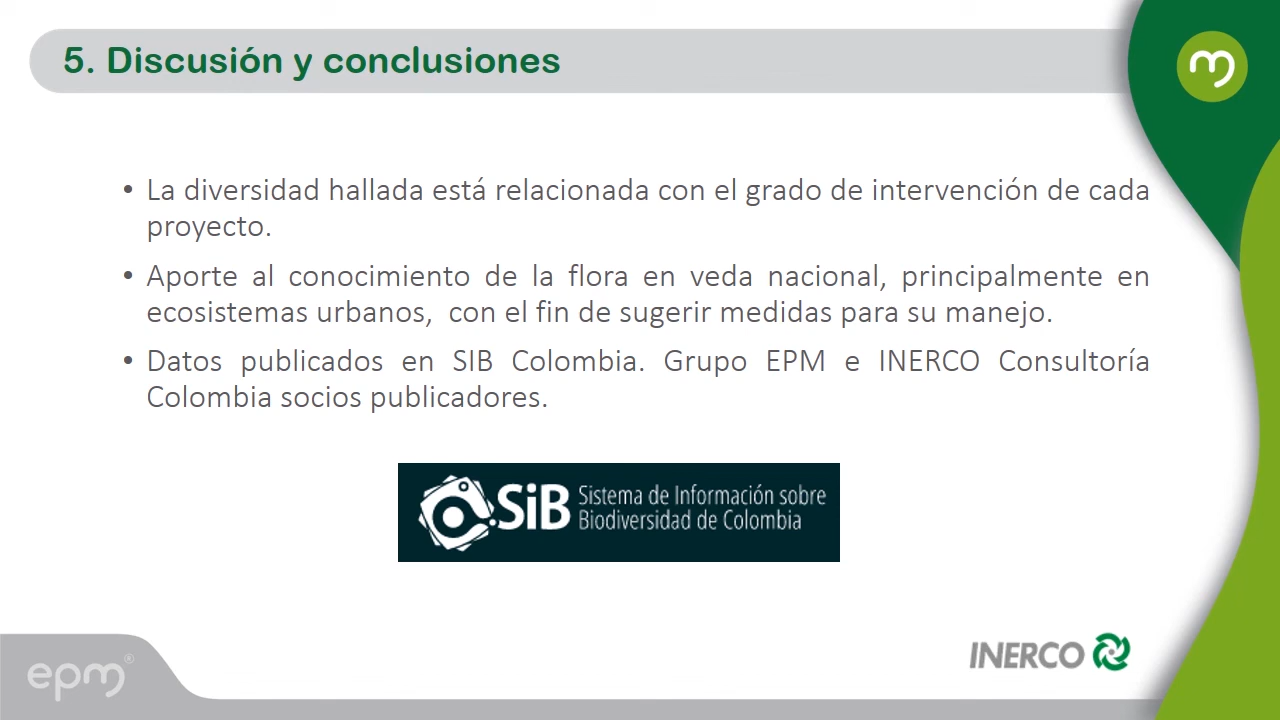 5. Discusión y conclusiones
• La diversidad hallada está relacionada con el grado de intervención de cada
proyecto.
• Aporte al conocimiento de la flora en veda nacional, principalmente en
ecosistemas urbanos,  con el fin de sugerir medidas para su manejo.
• Datos publicados en SIB Colombia. Grupo EPM e INERCO Consultoría
Colombia socios publicadores.
SiB Sistema de Información sobre
Biodiversidad de Colombia
INERCO
epm®